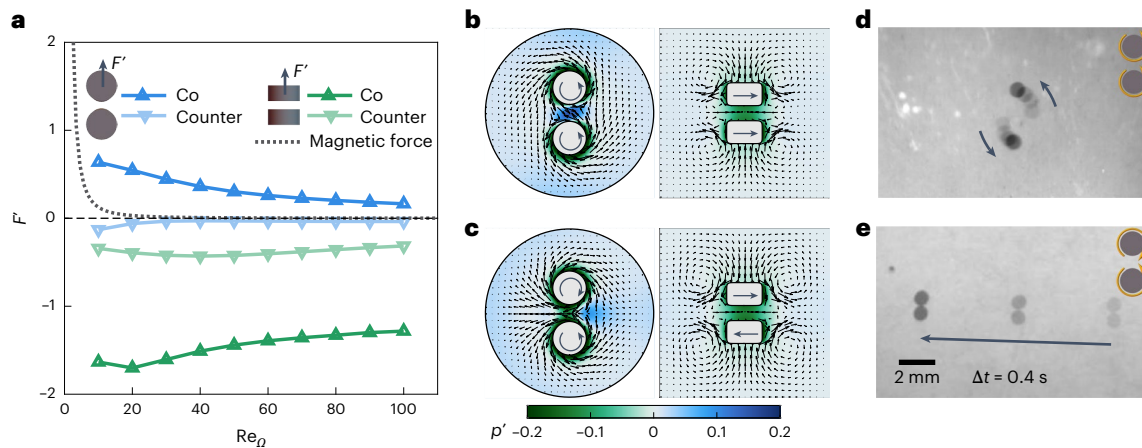 a
2
1
0
−1
−2
F′
F′
F′
Co
Co
Counter
Counter
Magnetic force
0
20
40
60
80
100
ReΩ
b
c
p′
−0.2
−0.1
0
0.1
0.2
d
e
2 mm
Δt = 0.4 s